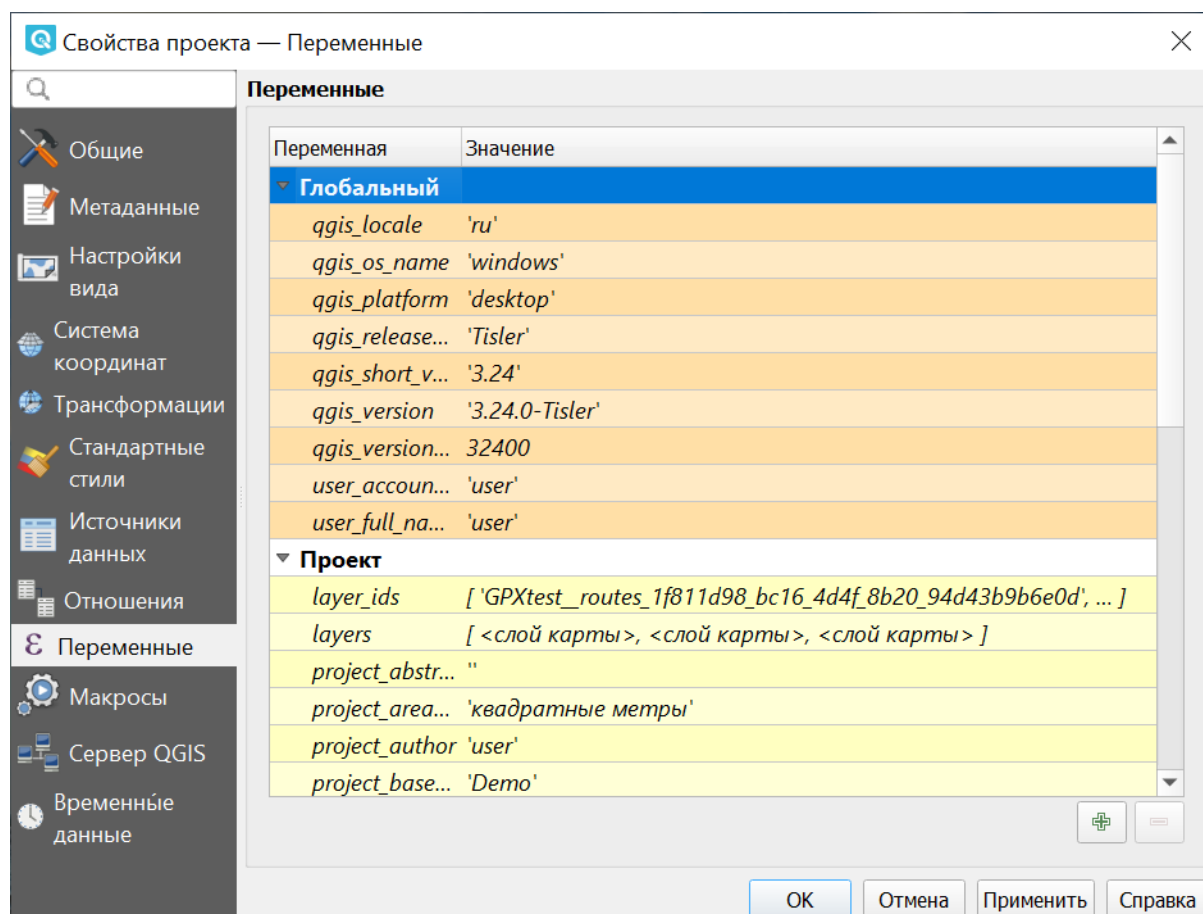 Свойства проекта — Переменные
Общие
Метаданные
Настройки
вида
Система
координат
Трансформации
Стандартные
стили
Источники
данных
Отношения
Переменные
Макросы
Сервер QGIS
Временны́е
данные
Переменные
Переменная Значение
Глобальный
qgis_locale 'ru'
qgis_os_name 'windows'
qgis_platform 'desktop'
qgis_release... 'Tisler'
qgis_short_v... '3.24'
qgis_version '3.24.0-Tisler'
qgis_version... 32400
user_accoun... 'user'
user_full_na... 'user'
Проект
layer_ids [ 'GPXtest__routes_1f811d98_bc16_4d4f_8b20_94d43b9b6e0d', ... ]
layers [ <слой карты>, <слой карты>, <слой карты> ]
project_abstr... ''
project_area... 'квадратные метры'
project_author 'user'
project_base... 'Demo'
OK Отмена Применить Справка